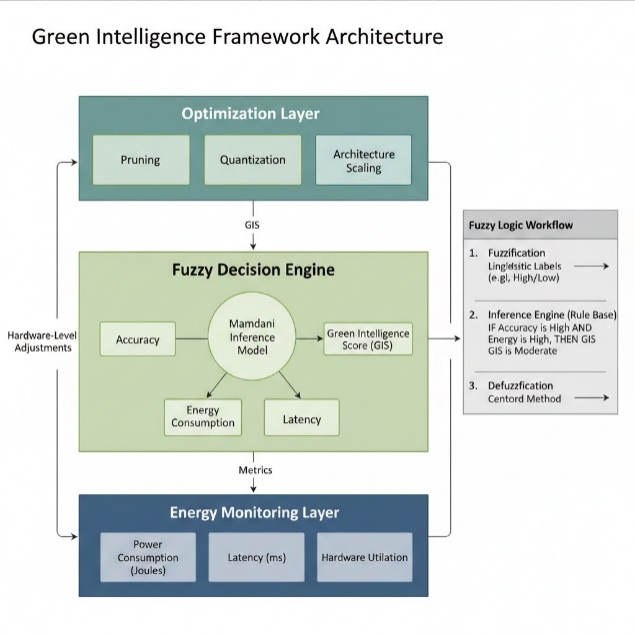 Green Intelligence Framework Architecture
Optimization Layer
Pruning
Quantization
Architecture
Scaling
GIS
Fuzzy Decision Engine
Accuracy
Mamdani
Inference
Model
Green Intelligence
Score (GIS)
Energy
Consumption
Latency
Hardware-Level
Adjustments
Metrics
Energy Monitoring Layer
Power
Consumption
(Joules)
Latency (ms)
Hardware Utilation
Fuzzy Logic Workflow
1. Fuzzification
(e.gl, High/Low)
2. Inference Engine (Rule Base)
IF Accuracy is High AND
Energy is High, THEN GIS
GIS is Moderate
3. Defuzzfication
Centord Method